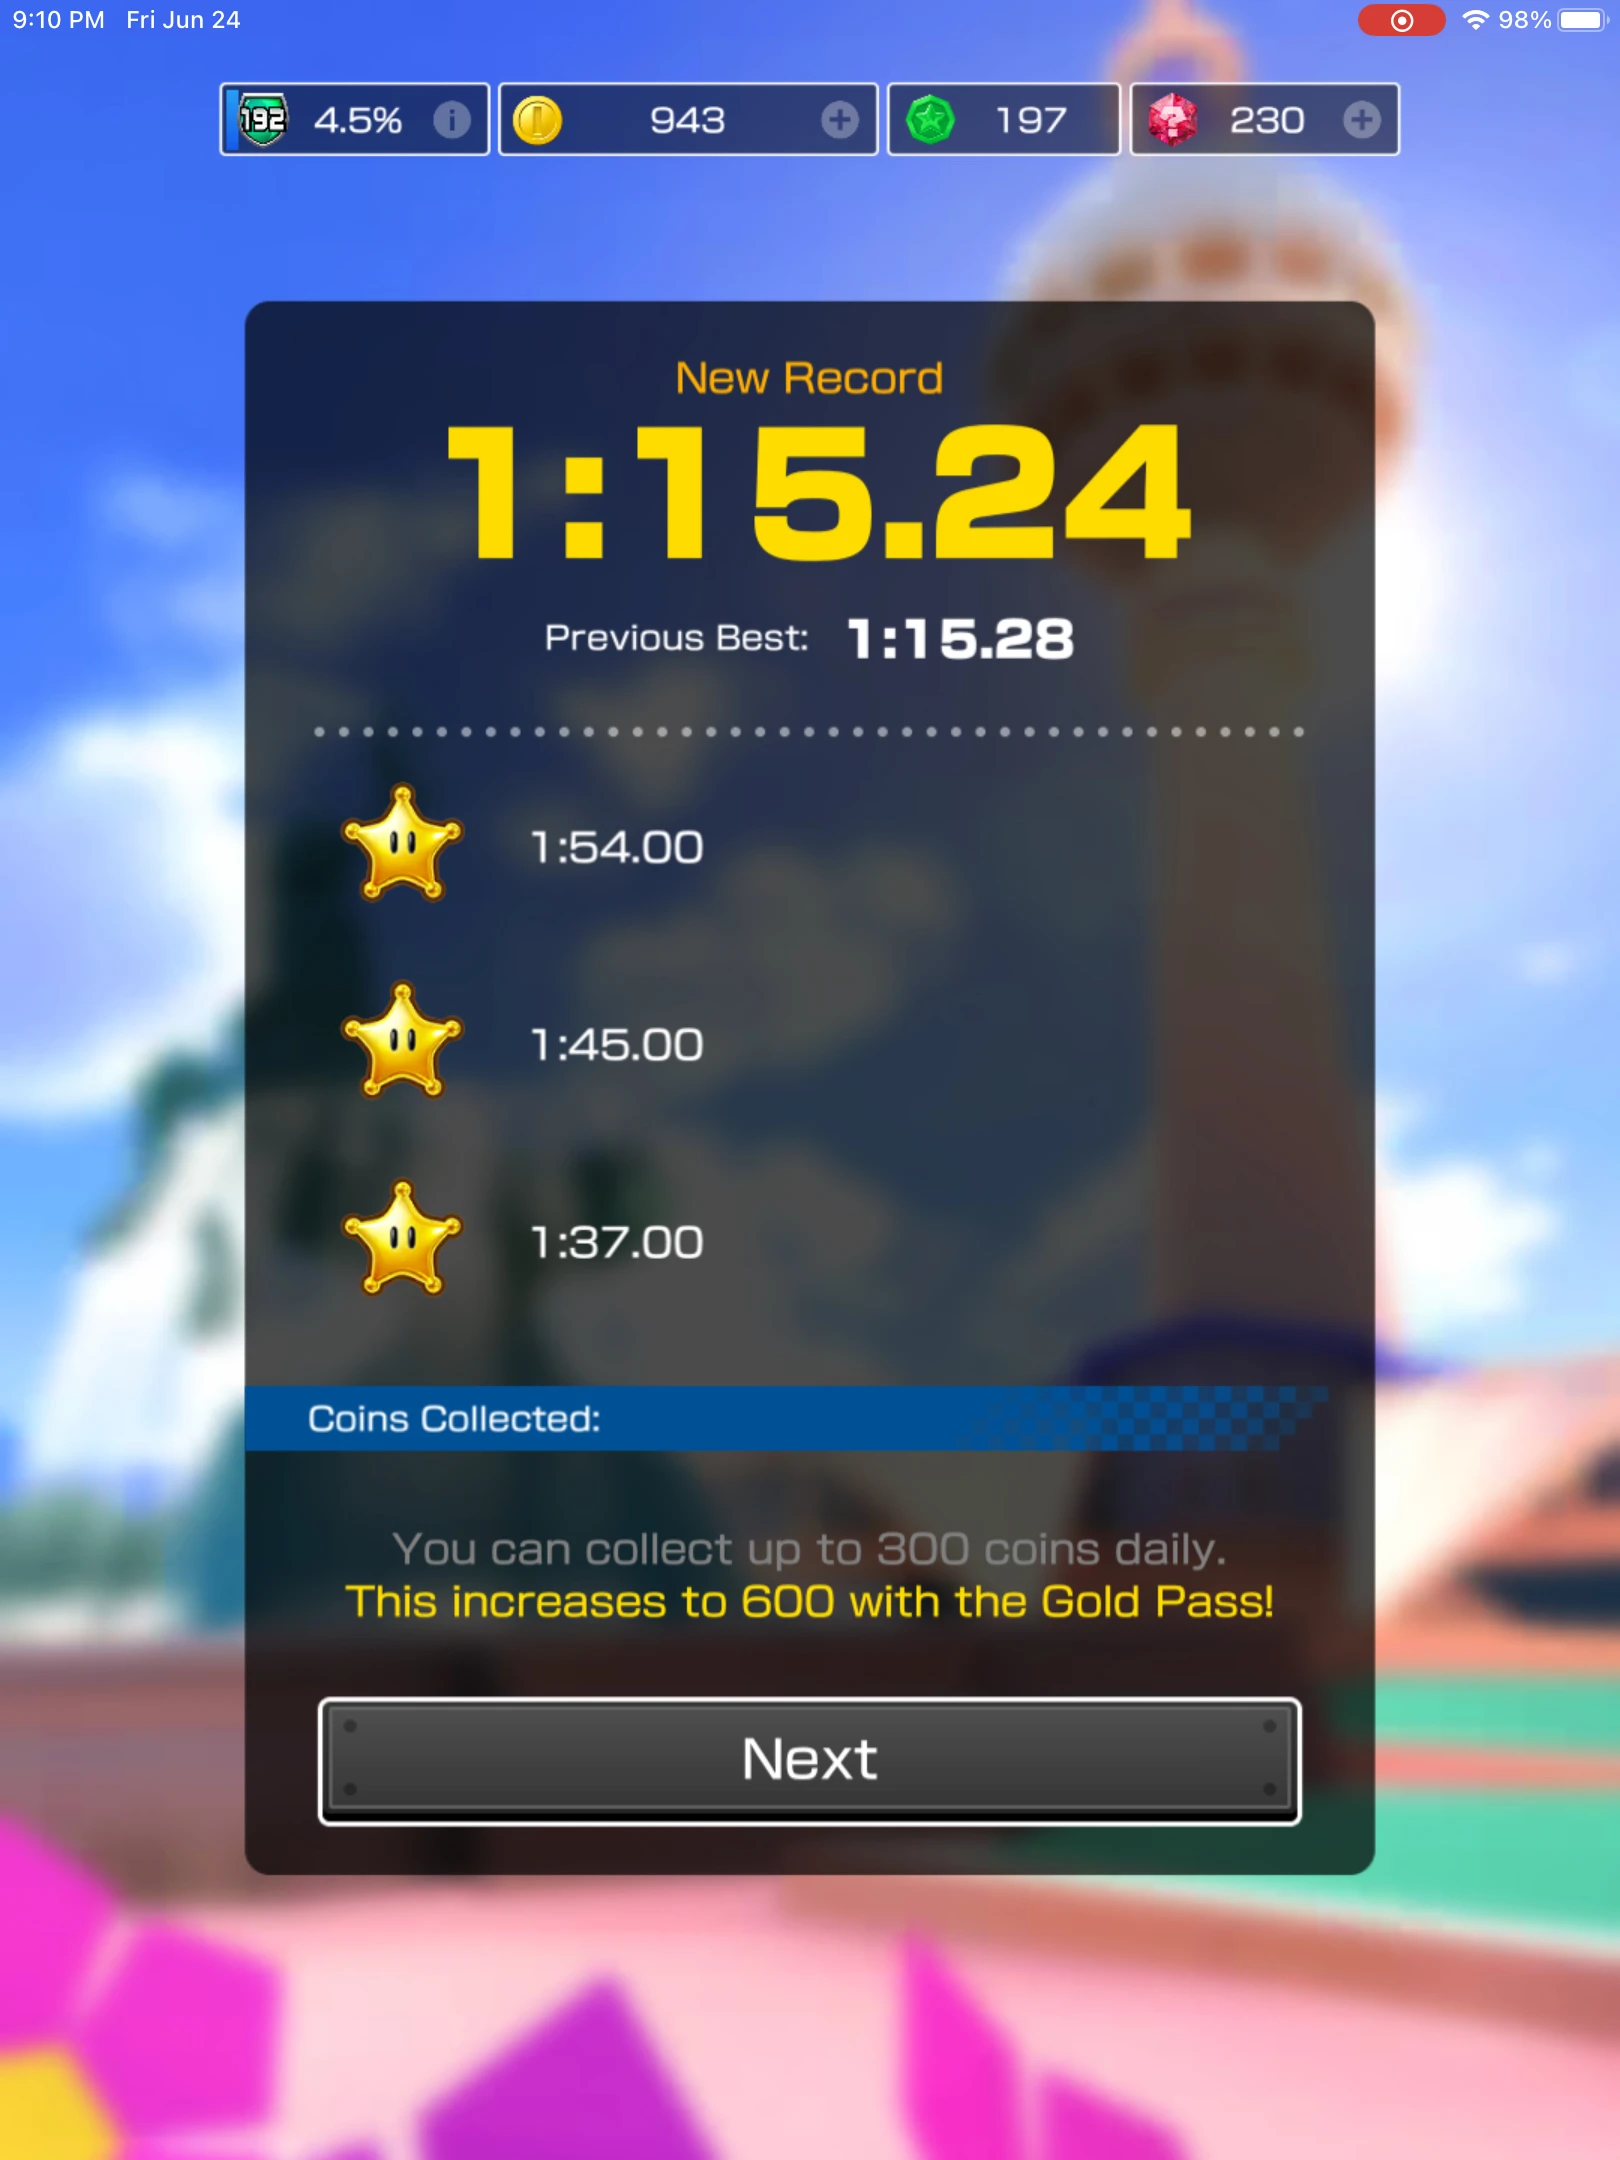 9:10 PM Fri Jun 24 98%
192 4.5% 943 197 230
New Record
1:15.24
Previous Best: 1:15.28
1:54.00
1:45.00
1:37.00
Coins Collected:
You can collect up to 300 coins daily.
This increases to 600 with the Gold Pass!
Next